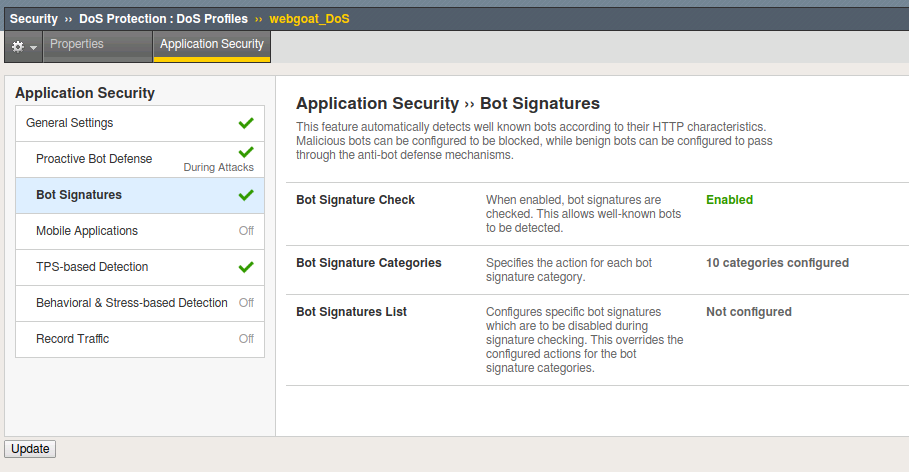 Security ›› DoS Protection : DoS Profiles ›› webgoat_DoS
Properties
Application Security
Application Security
General Settings
Proactive Bot Defense
During Attacks
Bot Signatures
Mobile Applications Off
TPS-based Detection
Behavioral & Stress-based Detection Off
Record Traffic Off
Application Security ›› Bot Signatures
This feature automatically detects well known bots according to their HTTP characteristics.
Malicious bots can be configured to be blocked, while benign bots can be configured to pass
through the anti-bot defense mechanisms.
Bot Signature Check
When enabled, bot signatures are
checked. This allows well-known bots
to be detected.
Enabled
Bot Signature Categories
Specifies the action for each bot
signature category.
10 categories configured
Bot Signatures List
Configures specific bot signatures
which are to be disabled during
signature checking. This overrides the
configured actions for the bot
signature categories.
Not configured
Update